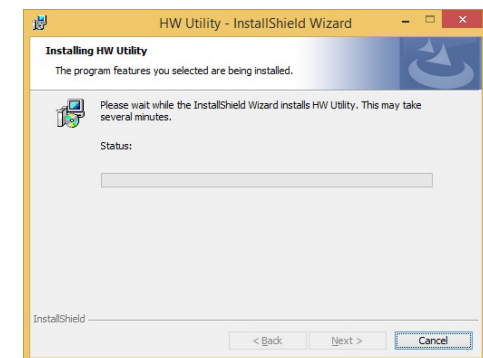 HW Utility - InstallShield Wizard
Installing HW Utility
The program features you selected are being installed.
Please wait while the InstallShield Wizard installs HW Utility. This may take
several minutes.
Status:
InstallShield
< Back Next > Cancel